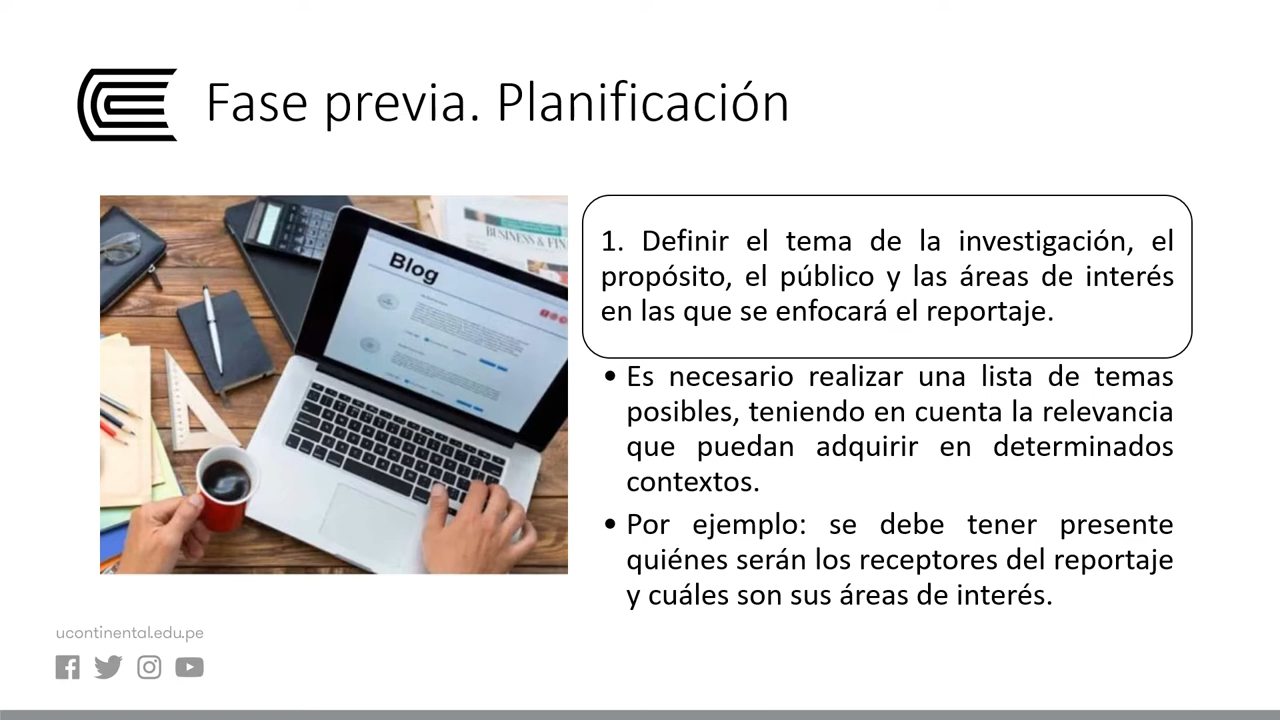 Fase previa. Planificación
BUSINESS & FIN
Blog
1. Definir el tema de la investigación, el
propósito, el público y las áreas de interés
en las que se enfocará el reportaje.
• Es necesario realizar una lista de temas
posibles, teniendo en cuenta la relevancia
que puedan adquirir en determinados
contextos.
• Por ejemplo: se debe tener presente
quiénes serán los receptores del reportaje
y cuáles son sus áreas de interés.
ucontinental.edu.pe